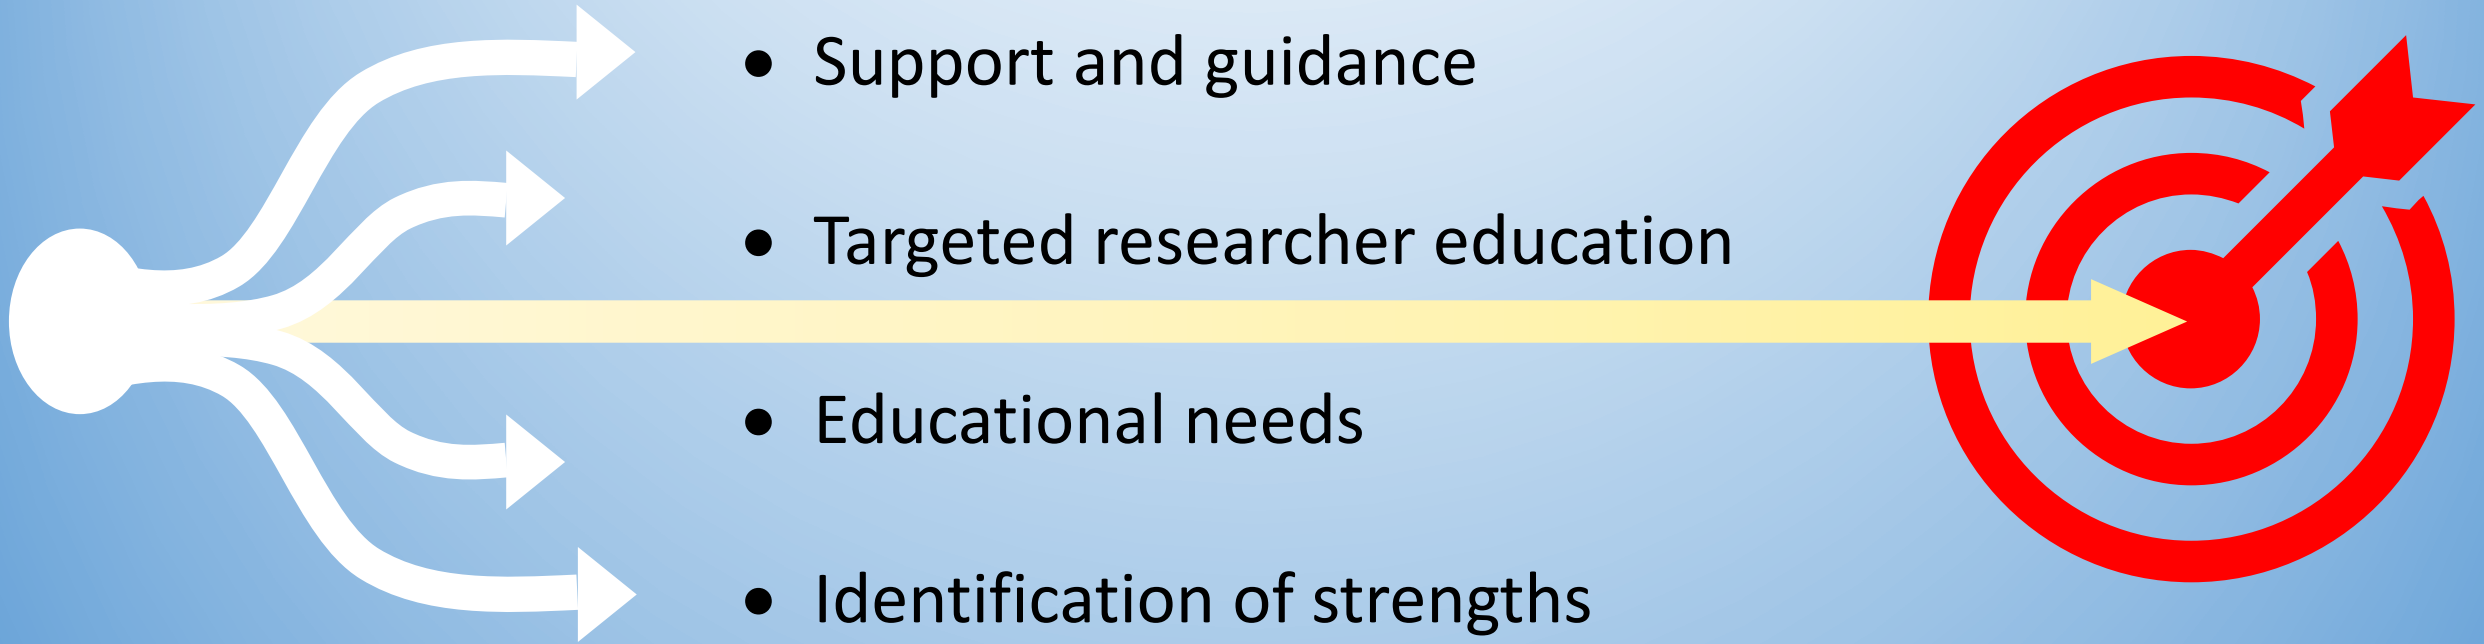 • Support and guidance
• Targeted researcher education
• Educational needs
• Identification of strengths